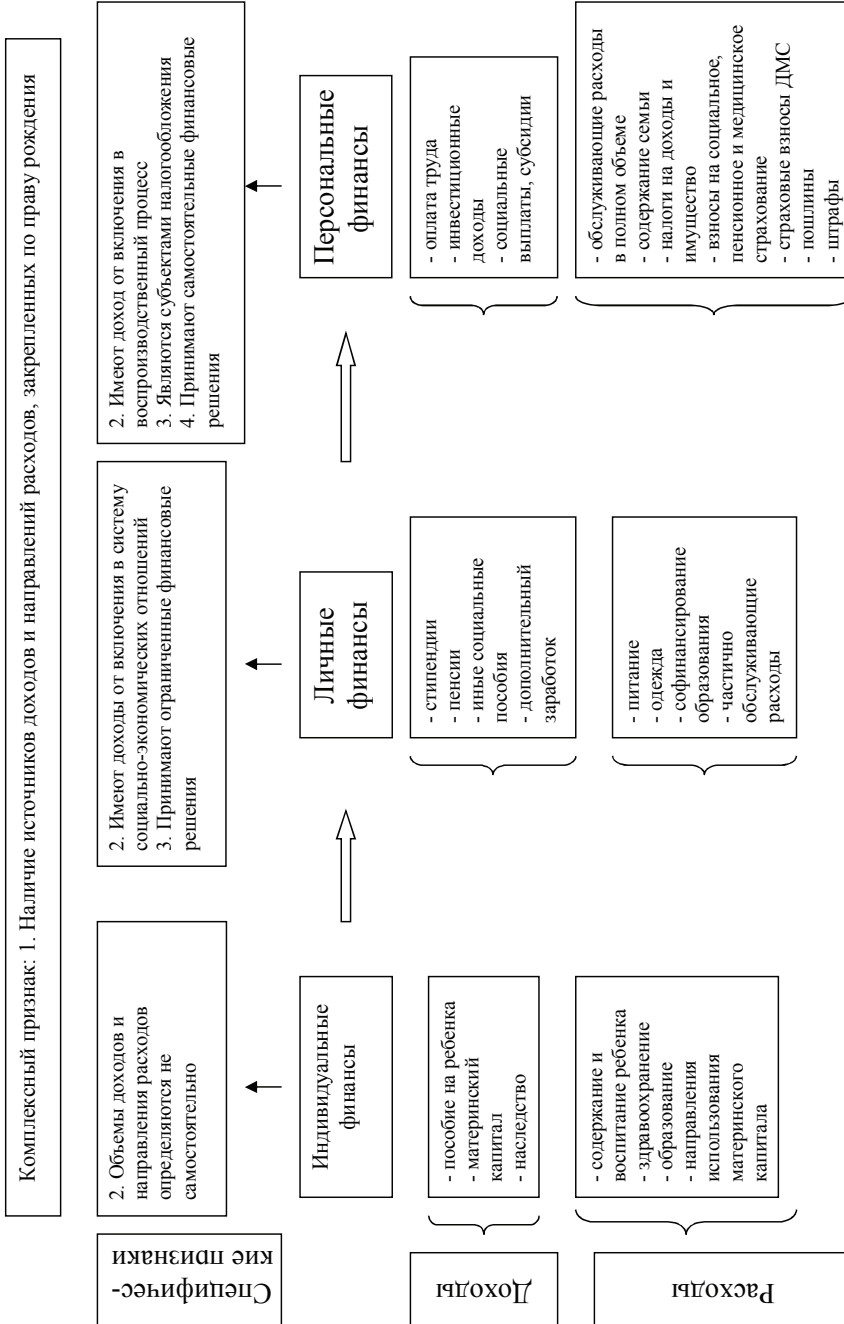 Комплексный признак: 1. Наличие источников доходов и направлений расходов, закрепленных по праву рождения
Специфичес-
кие признаки
2. Объемы доходов и
направления расходов
определяются не
самостоятельно
2. Имеют доходы от включения в систему
социально-экономических отношений
3. Принимают ограниченные финансовые
решения
2. Имеют доход от включения в
воспроизводственный процесс
3. Являются субъектами налогообложения
4. Принимают самостоятельные финансовые
решения
Индивидуальные
финансы
Личные
финансы
Персональные
финансы
Доходы
- пособие на ребенка
- материнский
капитал
- наследство
- стипендии
- пенсии
- иные социальные
пособия
- дополнительный
заработок
- оплата труда
- инвестиционные
доходы
- социальные
выплаты, субсидии
Расходы
- содержание и
воспитание ребенка
- здравоохранение
- образование
- направления
использования
материнского
капитала
- питание
- одежда
- софинансирование
образования
- частично
обслуживающие
расходы
- обслуживающие расходы
в полном объеме
- содержание семьи
- налоги на доходы и
имущество
- взносы на социальное,
пенсионное и медицинское
страхование
- страховые взносы ДМС
- пошлины
- штрафы